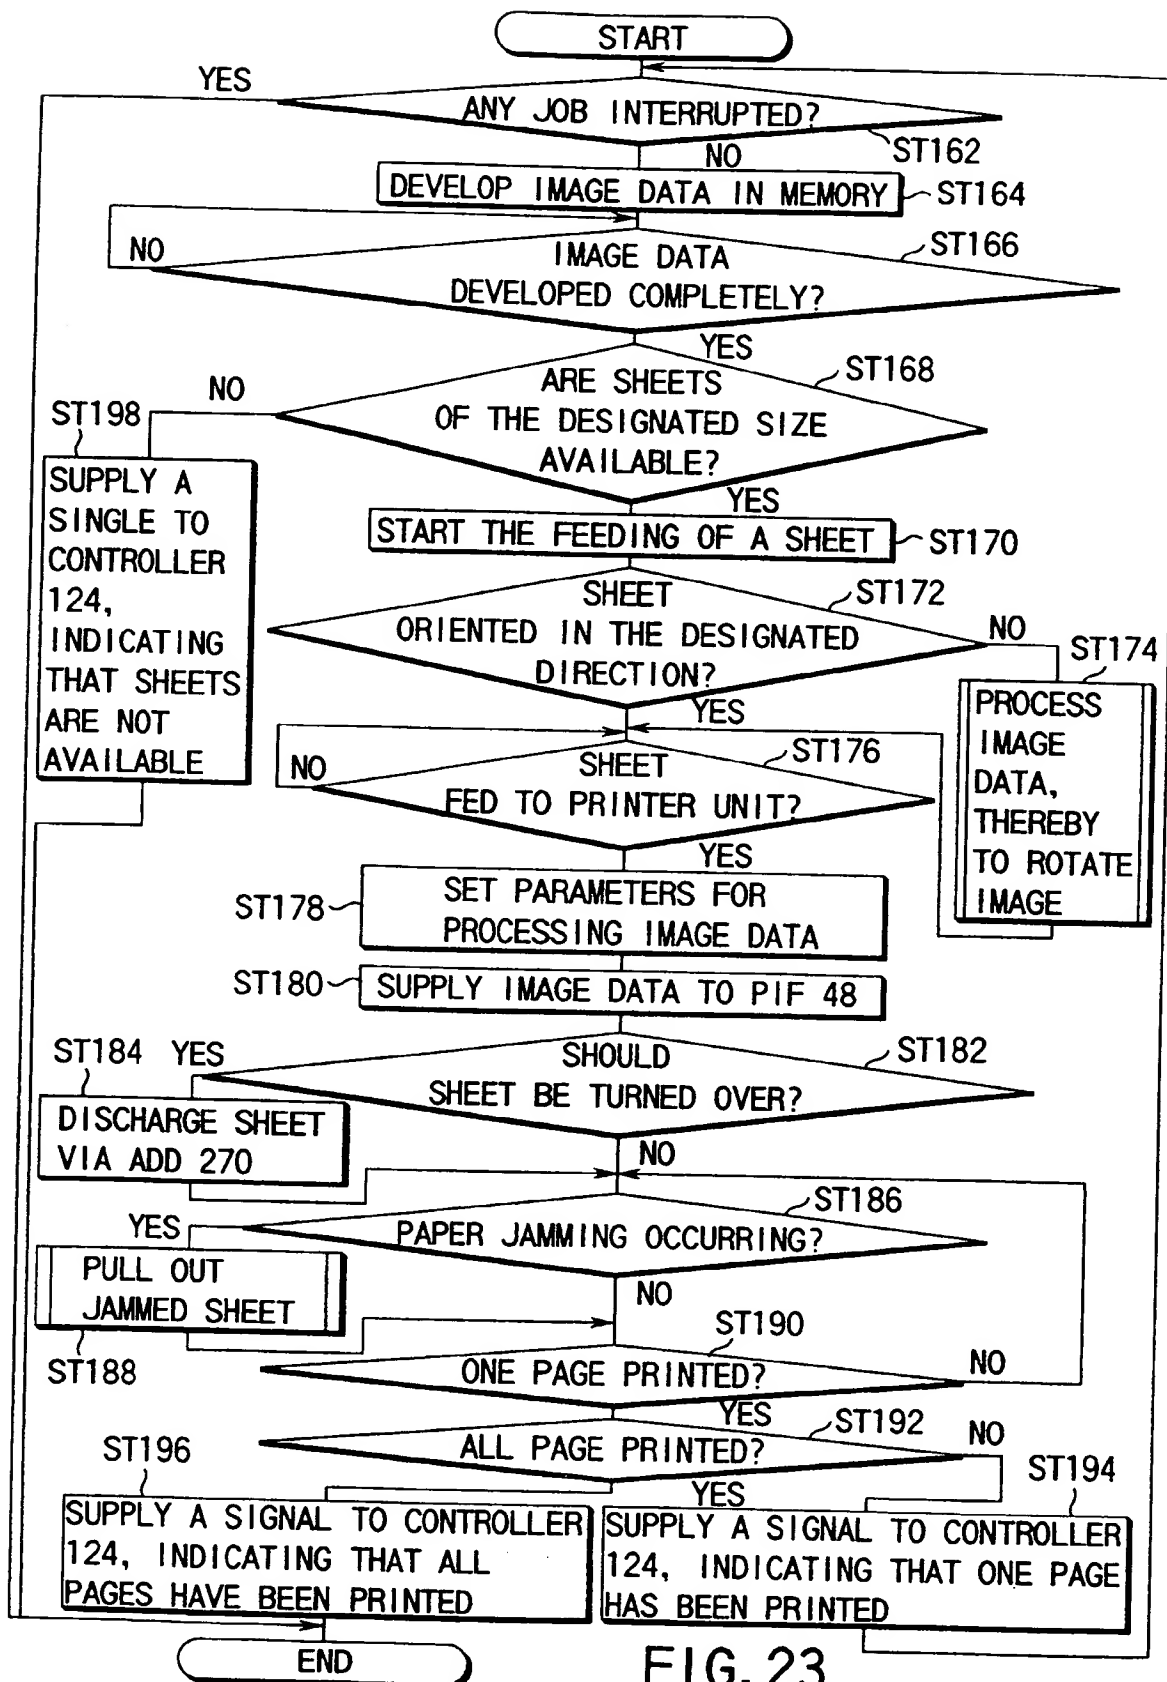 START
YES
ANY JOB INTERRUPTED?
ST162
NO
DEVELOP IMAGE DATA IN MEMORY
ST164
NO
IMAGE DATA
DEVELOPED COMPLETELY?
ST166
YES
ST168
NO
ARE SHEETS
OF THE DESIGNATED SIZE
AVAILABLE?
ST198
SUPPLY A
SINGLE TO
CONTROLLER
124,
INDICATING
THAT SHEETS
ARE NOT
AVAILABLE
YES
START THE FEEDING OF A SHEET
ST170
SHEET
ORIENTED IN THE DESIGNATED
DIRECTION?
ST172
NO
ST174
PROCESS
IMAGE
DATA,
THEREBY
TO ROTATE
IMAGE
YES
ST176
NO
SHEET
FED TO PRINTER UNIT?
YES
ST178
SET PARAMETERS FOR
PROCESSING IMAGE DATA
ST180
SUPPLY IMAGE DATA TO PIF 48
ST184
YES
SHOULD
SHEET BE TURNED OVER?
ST182
DISCHARGE SHEET
VIA ADD 270
NO
ST186
YES
PAPER JAMMING OCCURRING?
PULL OUT
JAMMED SHEET
ST188
NO
ST190
ONE PAGE PRINTED?
NO
YES
ST192
ALL PAGE PRINTED?
NO
ST196
YES
ST194
SUPPLY A SIGNAL TO CONTROLLER
124, INDICATING THAT ALL
PAGES HAVE BEEN PRINTED
SUPPLY A SIGNAL TO CONTROLLER
124, INDICATING THAT ONE PAGE
HAS BEEN PRINTED
END
FIG. 23